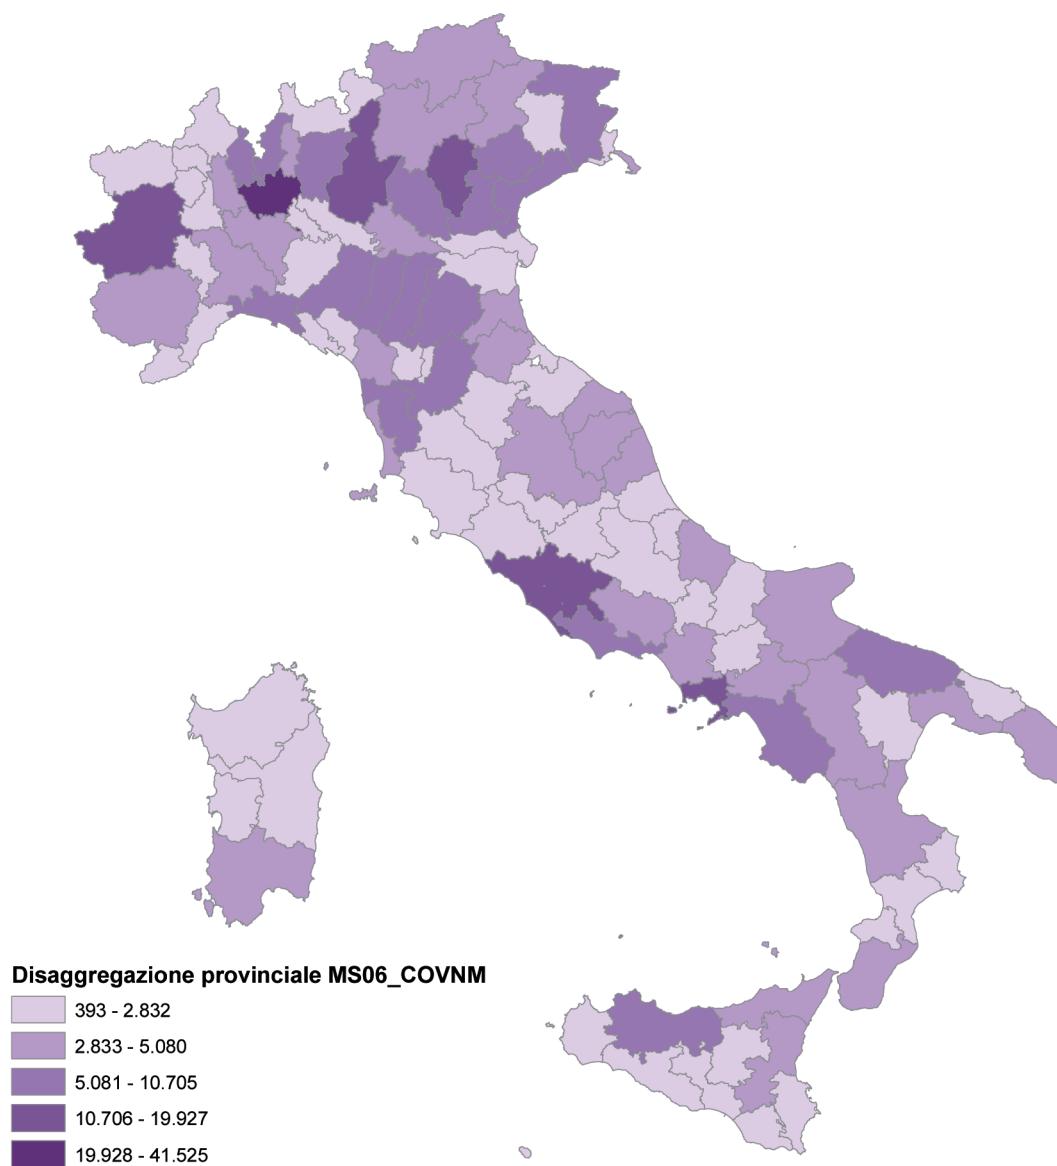 Disaggregazione provinciale MS06_COVNM
393 - 2.832
2.833 - 5.080
5.081 - 10.705
10.706 - 19.927
19.928 - 41.525